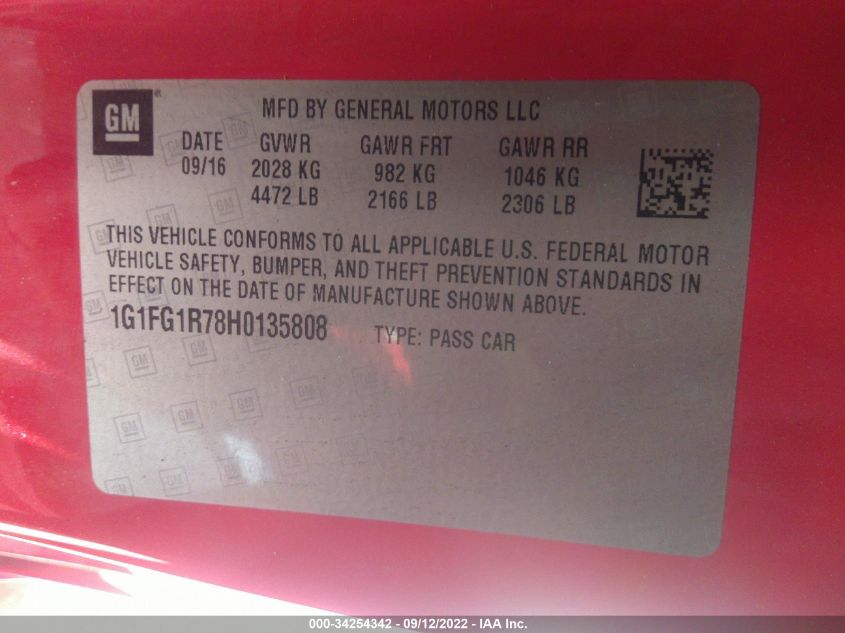 GM
MFD BY GENERAL MOTORS LLC
DATE GVWR GAWR FRT GAWR RR
09/16 2028 KG 982 KG 1046 KG
4472 LB 2166 LB 2306 LB
THIS VEHICLE CONFORMS TO ALL APPLICABLE U.S. FEDERAL MOTOR
VEHICLE SAFETY, BUMPER, AND THEFT PREVENTION STANDARDS IN
EFFECT ON THE DATE OF MANUFACTURE SHOWN ABOVE.
1G1FG1R78H0135808 TYPE: PASS CAR
000-34254342 - 09/12/2022 - IAA Inc.